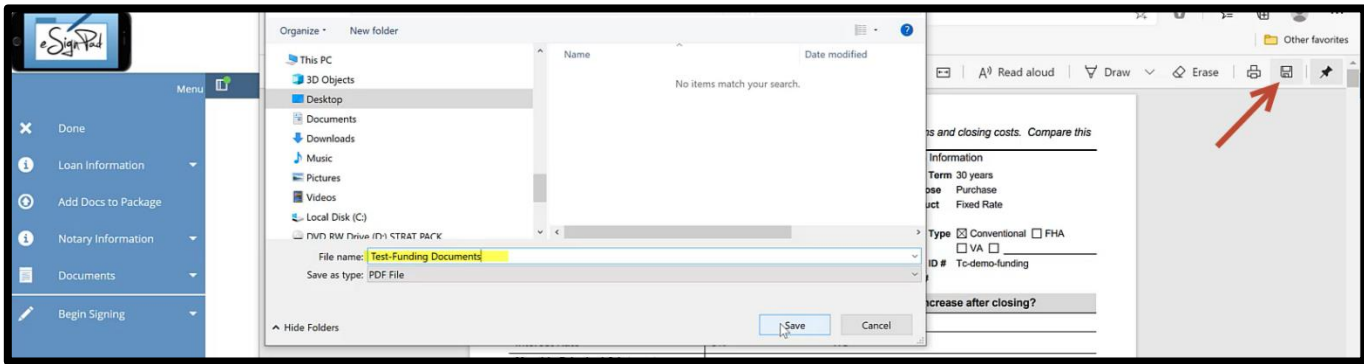 eSignPad
Menu
Done
Loan Information
Add Docs to Package
Notary Information
Documents
Begin Signing
Organize New folder
This PC
3D Objects
Desktop
Documents
Downloads
Music
Pictures
Videos
Local Disk (C:)
DVD RW Drive (D:) STRAT PACK
Name Date modified
No items match your search.
File name: Test-Funding Documents
Save as type: PDF File
Hide Folders
Save Cancel
Other favorites
Read aloud Draw Erase
and closing costs. Compare this
Information
Term 30 years
Purchase
Fixed Rate
Type Conventional FHA
VA
ID # Tc-demo-funding
after closing?